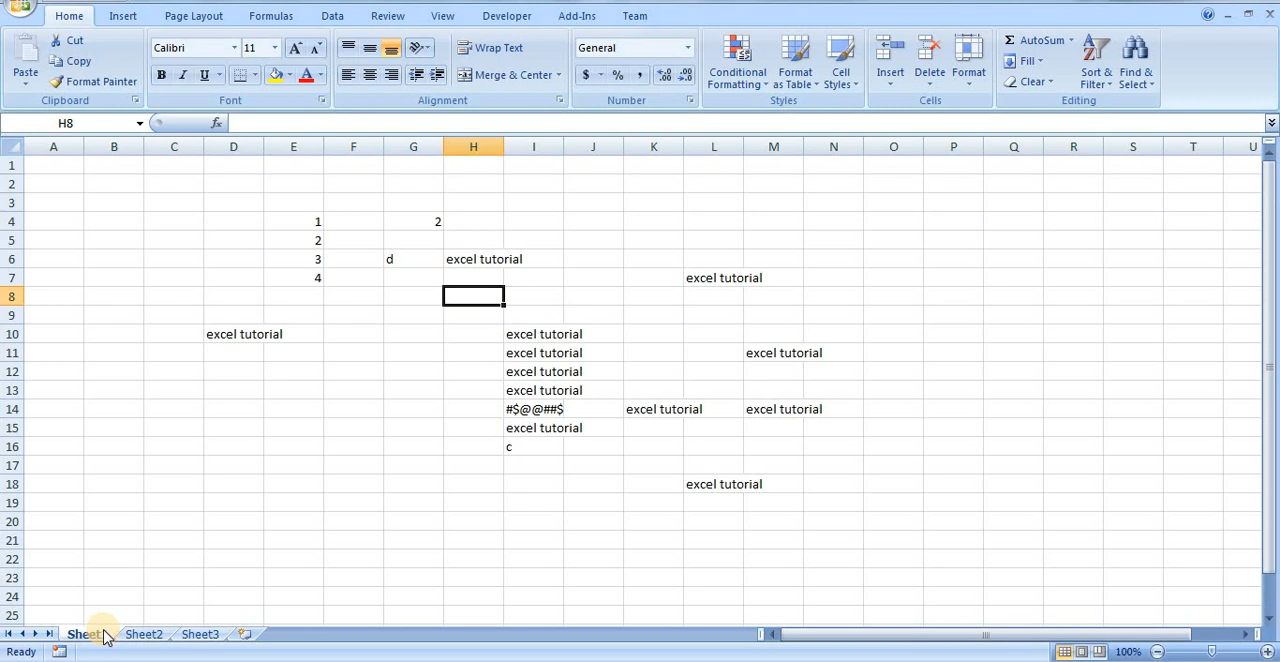 Home Insert Page Layout Formulas Data Review View Developer Add-Ins Team
Cut
Copy
Format Painter
Paste
Clipboard
Calibri 11
B I U
Font
Wrap Text
Merge & Center
Alignment
General
$ % ,
Number
Conditional Formatting
Format as Table
Cell Styles
Styles
Insert Delete Format
Cells
Σ AutoSum
Fill
Clear
Sort & Filter
Find & Select
Editing
H8 fx
A B C D E F G H I J K L M N O P Q R S T U
1
2
3
4 1 2
5 2
6 3 d excel tutorial
7 4 excel tutorial
8
9
10 excel tutorial excel tutorial
11 excel tutorial excel tutorial
12 excel tutorial
13 excel tutorial
14 #$@@##$ excel tutorial excel tutorial
15 excel tutorial
16 c
17
18 excel tutorial
19
20
21
22
23
24
25
Sheet Sheet2 Sheet3
Ready 100%